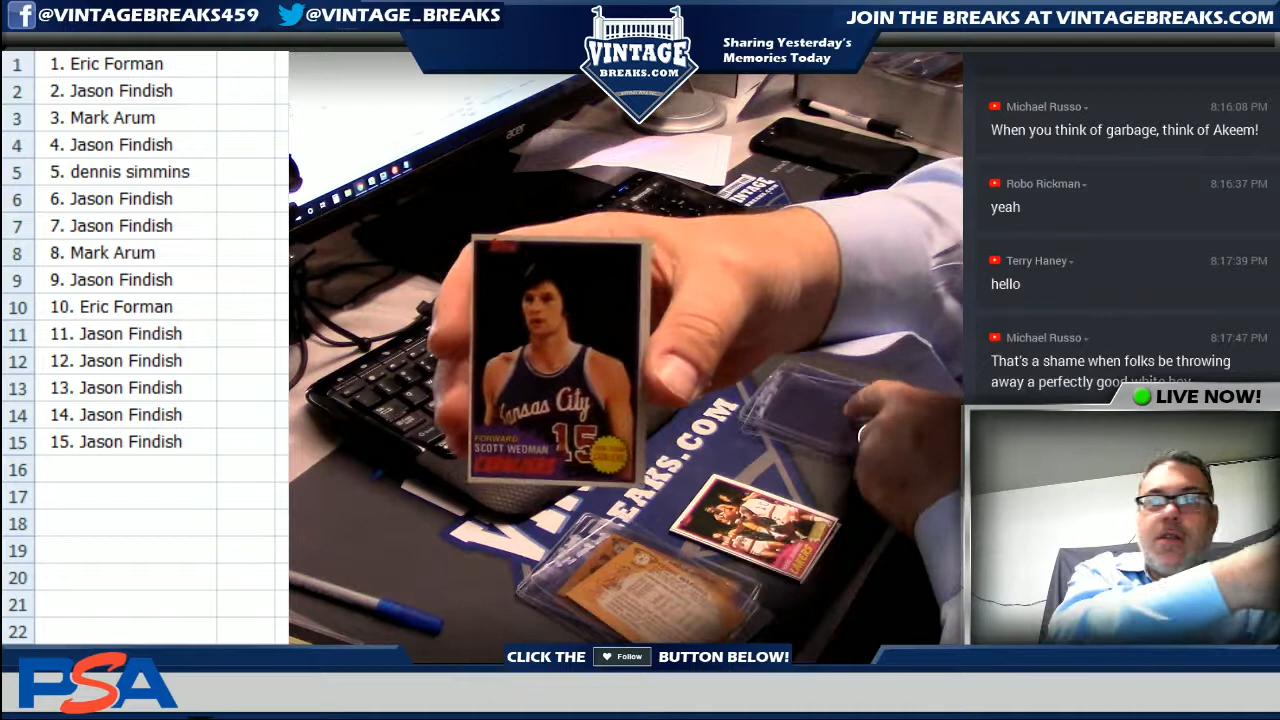 @VINTAGEBREAKS459
@VINTAGE_BREAKS
VINTAGE
BREAKS.COM
Sharing Yesterday's
Memories Today
JOIN THE BREAKS AT VINTAGEBREAKS.COM
1 1. Eric Forman
2 2. Jason Findish
3 3. Mark Arum
4 4. Jason Findish
5 5. dennis simmins
6 6. Jason Findish
7 7. Jason Findish
8 8. Mark Arum
9 9. Jason Findish
10 10. Eric Forman
11 11. Jason Findish
12 12. Jason Findish
13 13. Jason Findish
14 14. Jason Findish
15 15. Jason Findish
16
17
18
19
20
21
22
acer
Kansas City
15
FORWARD
SCOTT WEDMAN
BREAKS.COM
Michael Russo
8:16:08 PM
When you think of garbage, think of Akeem!
Robo Rickman
8:16:37 PM
yeah
Terry Haney
8:17:39 PM
hello
Michael Russo
8:17:47 PM
That's a shame when folks be throwing
away a perfectly good white boy
LIVE NOW!
CLICK THE Follow BUTTON BELOW!
PSA